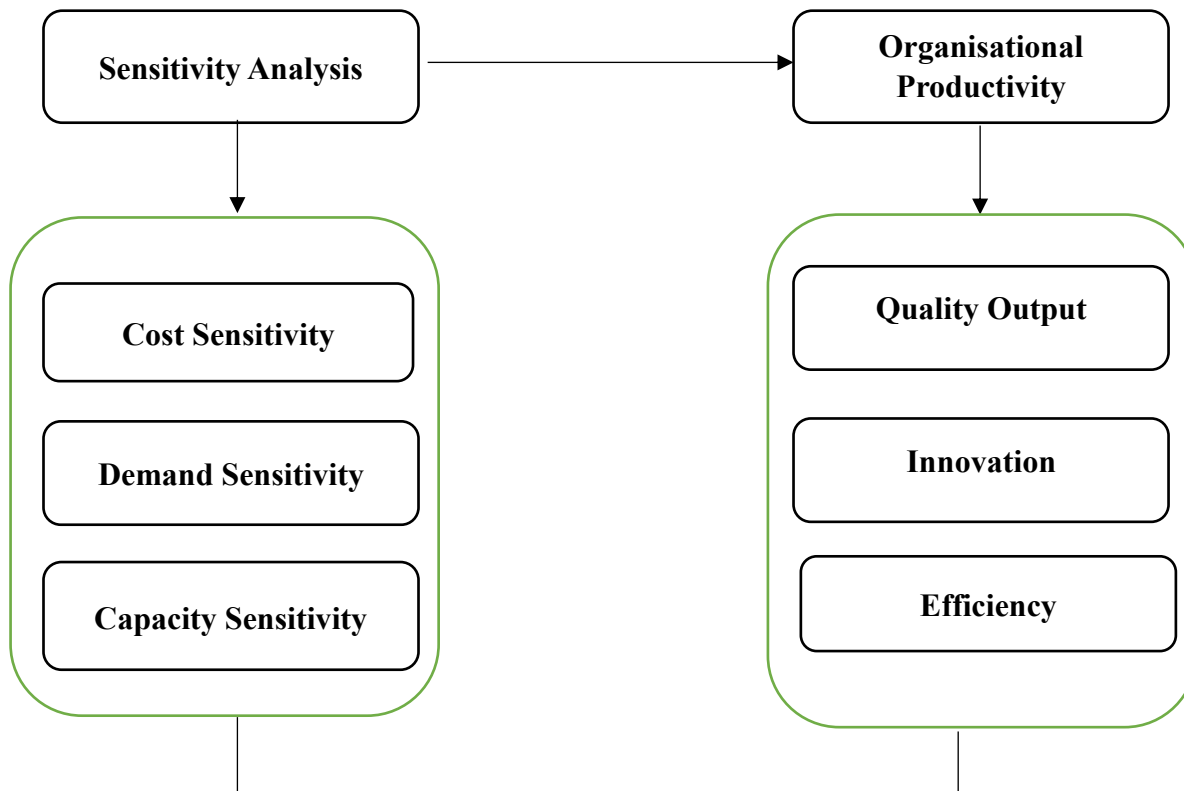 Sensitivity Analysis
Organisational
Productivity
Cost Sensitivity
Demand Sensitivity
Capacity Sensitivity
Quality Output
Innovation
Efficiency